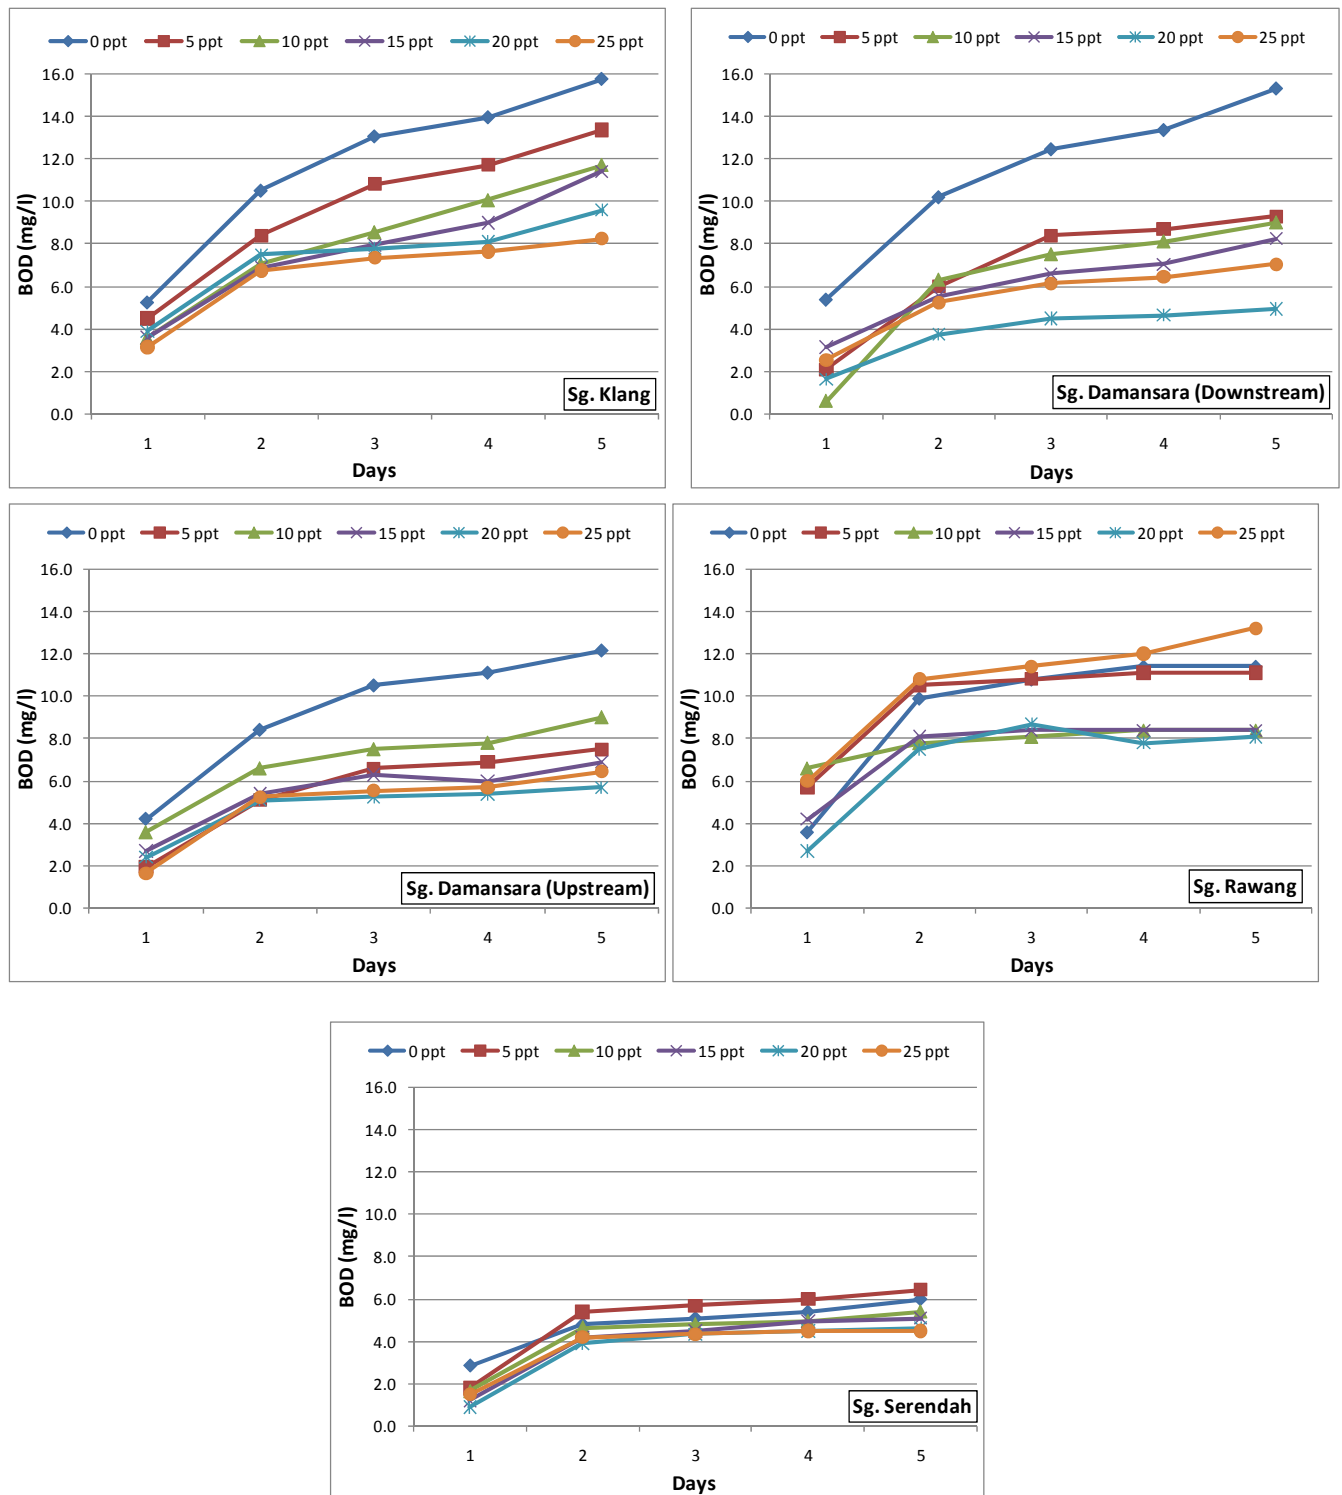 0 ppt 5 ppt 10 ppt 15 ppt 20 ppt 25 ppt
16.0
14.0
12.0
10.0
8.0
6.0
4.0
2.0
0.0
BOD (mg/l)
1 2 3 4 5
Days
Sg. Klang
0 ppt 5 ppt 10 ppt 15 ppt 20 ppt 25 ppt
16.0
14.0
12.0
10.0
8.0
6.0
4.0
2.0
0.0
BOD (mg/l)
1 2 3 4 5
Days
Sg. Damansara (Downstream)
0 ppt 5 ppt 10 ppt 15 ppt 20 ppt 25 ppt
16.0
14.0
12.0
10.0
8.0
6.0
4.0
2.0
0.0
BOD (mg/l)
1 2 3 4 5
Days
Sg. Damansara (Upstream)
0 ppt 5 ppt 10 ppt 15 ppt 20 ppt 25 ppt
16.0
14.0
12.0
10.0
8.0
6.0
4.0
2.0
0.0
BOD (mg/l)
1 2 3 4 5
Days
Sg. Rawang
0 ppt 5 ppt 10 ppt 15 ppt 20 ppt 25 ppt
16.0
14.0
12.0
10.0
8.0
6.0
4.0
2.0
0.0
BOD (mg/l)
1 2 3 4 5
Days
Sg. Serendah